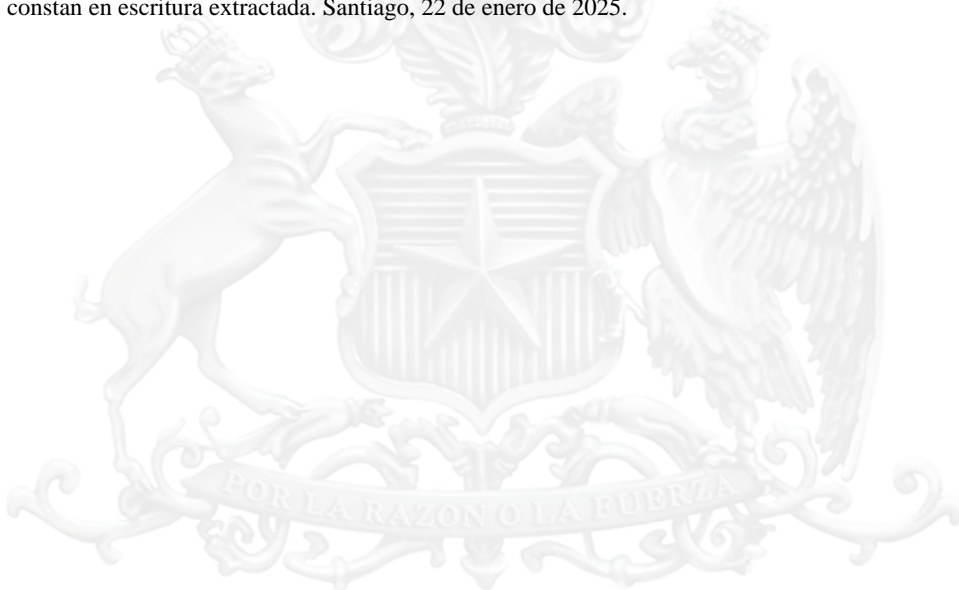 constan en escritura extractada. Santiago, 22 de enero de 2025.
POR LA RAZON O LA FUERZA